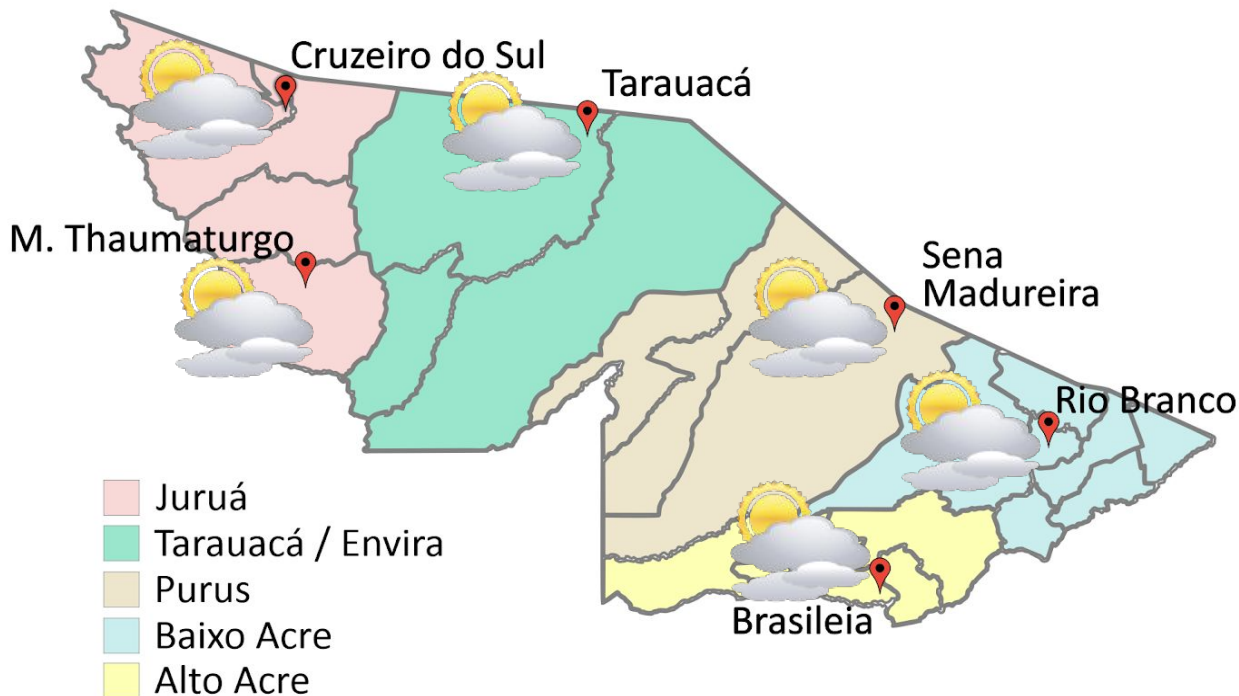 Cruzeiro do Sul
Tarauacá
M. Thaumaturgo
Sena
Madureira
Rio Branco
Brasileia
Juruá
Tarauacá / Envira
Purus
Baixo Acre
Alto Acre